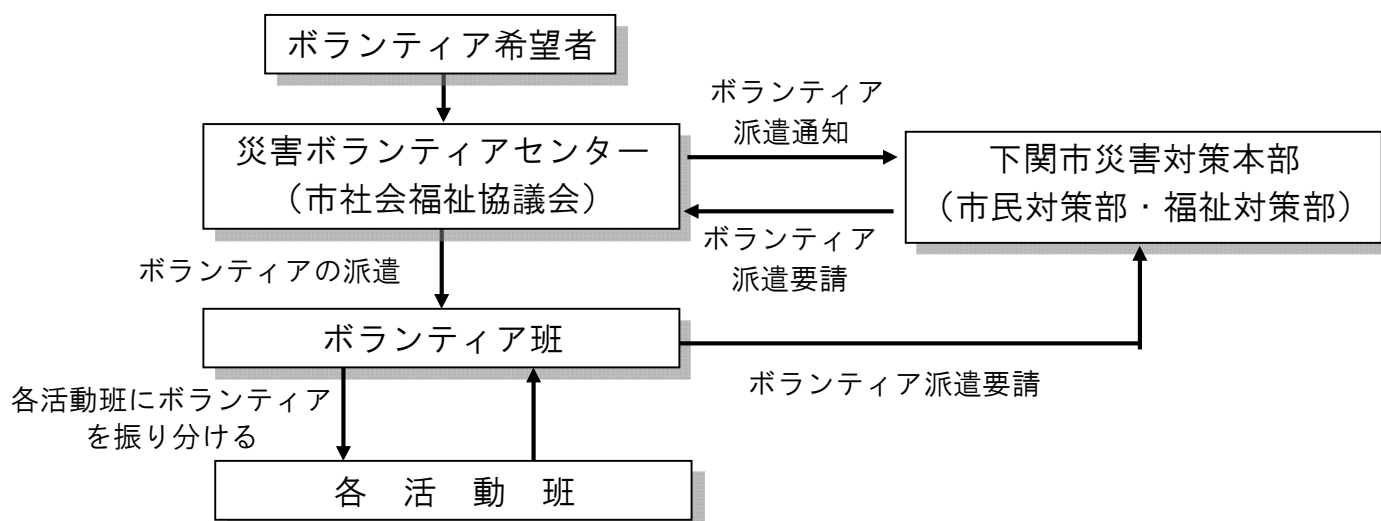 ボランティア希望者
ボランティア
派遣通知
災害ボランティアセンター
（市社会福祉協議会）
下関市災害対策本部
（市民対策部・福祉対策部）
ボランティア
派遣要請
ボランティアの派遣
ボランティア班
ボランティア派遣要請
各活動班にボランティア
を振り分ける
各　活　動　班